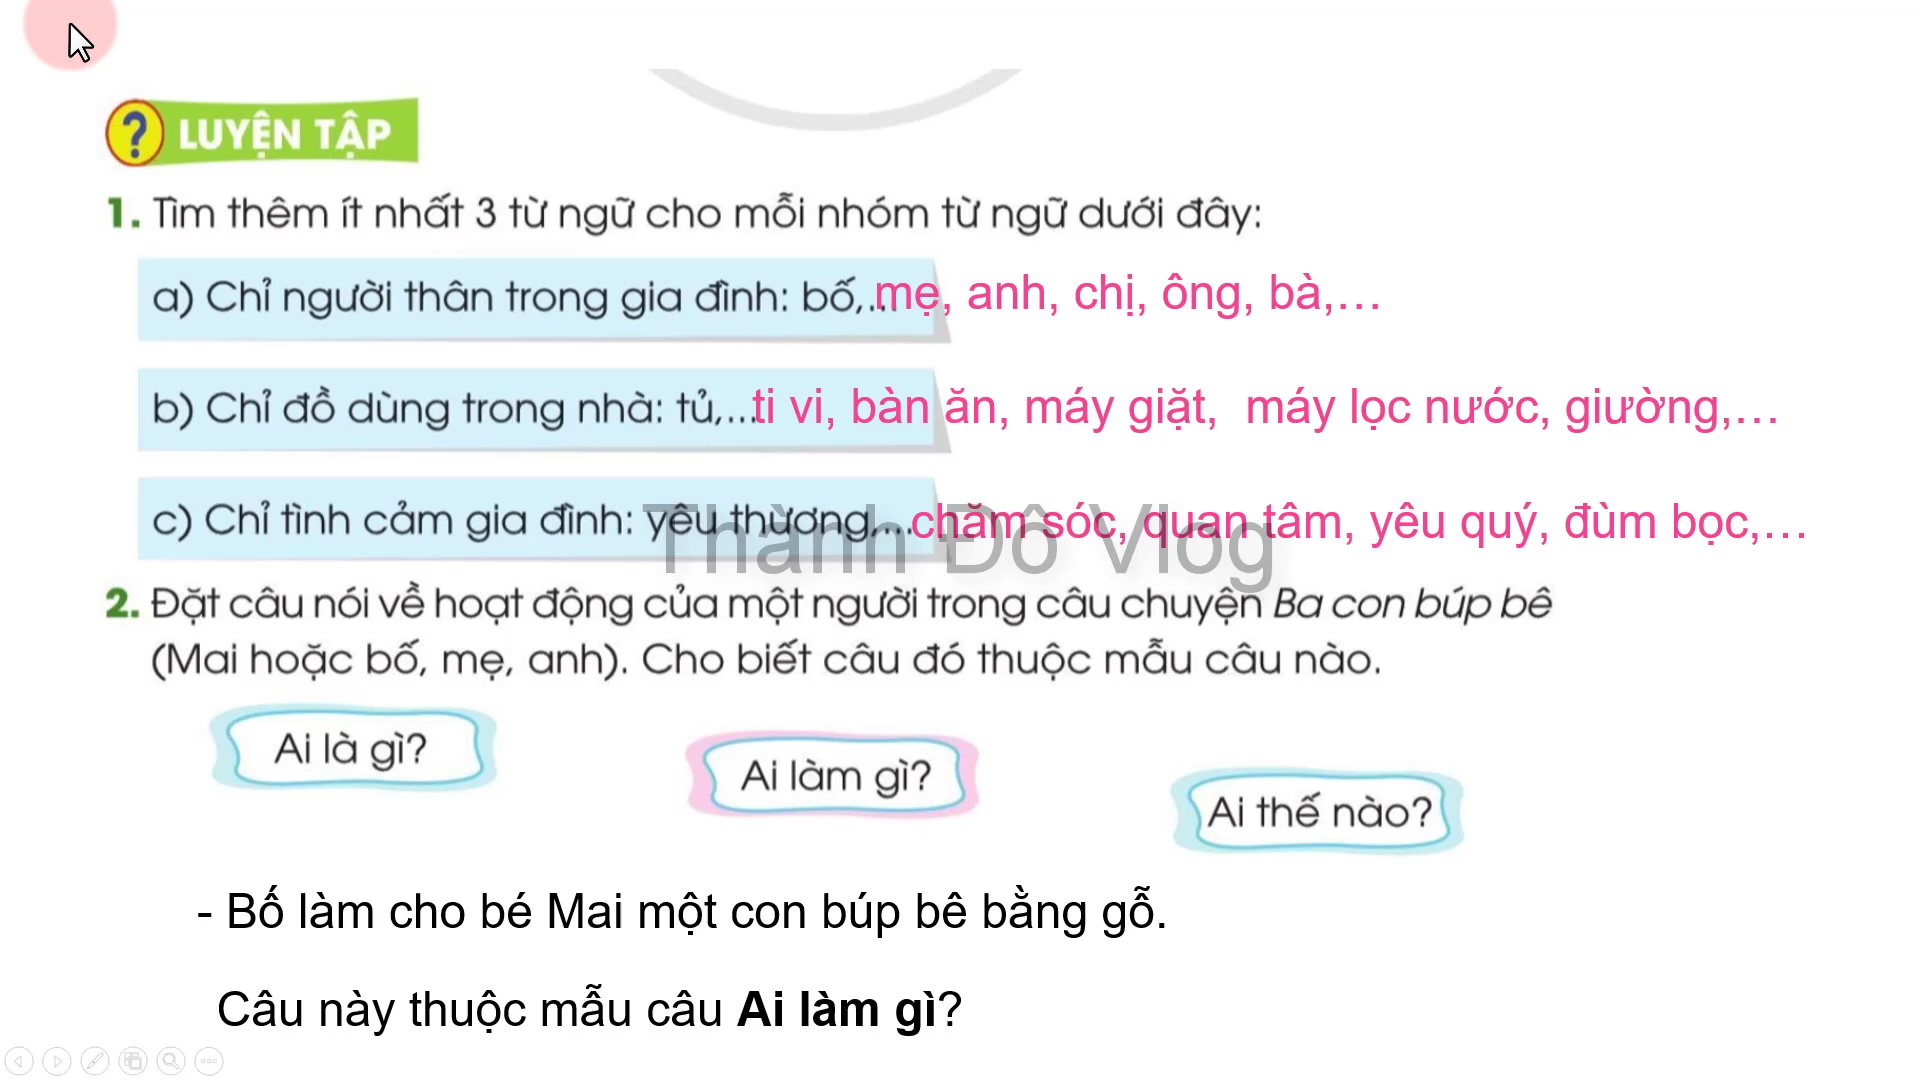 ? LUYỆN TẬP
1. Tìm thêm ít nhất 3 từ ngữ cho mỗi nhóm từ ngữ dưới đây:
a) Chỉ người thân trong gia đình: bố,... mẹ, anh, chị, ông, bà,...
b) Chỉ đồ dùng trong nhà: tủ,... ti vi, bàn ăn, máy giặt, máy lọc nước, giường,...
c) Chỉ tình cảm gia đình: yêu thương,... chăm sóc, quan tâm, yêu quý, đùm bọc,...
Thành Đô Vlog
2. Đặt câu nói về hoạt động của một người trong câu chuyện Ba con búp bê
(Mai hoặc bố, mẹ, anh). Cho biết câu đó thuộc mẫu câu nào.
Ai là gì?
Ai làm gì?
Ai thế nào?
- Bố làm cho bé Mai một con búp bê bằng gỗ.
Câu này thuộc mẫu câu Ai làm gì?